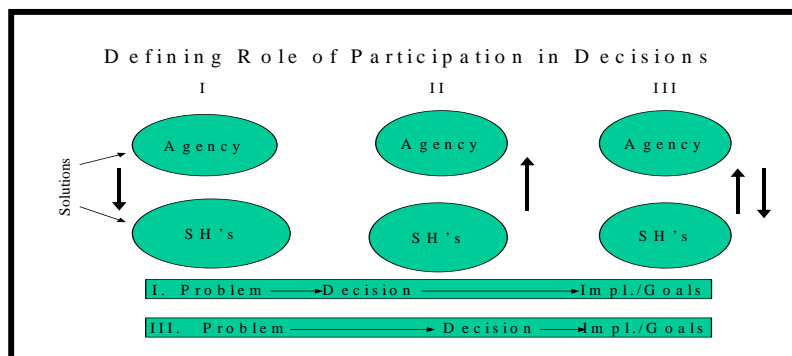 Defining Role of Participation in Decisions
I II III
Agency Agency Agency
Solutions
SH's SH's SH's
I. Problem Decision Impl./Goals
III. Problem Decision Impl./Goals